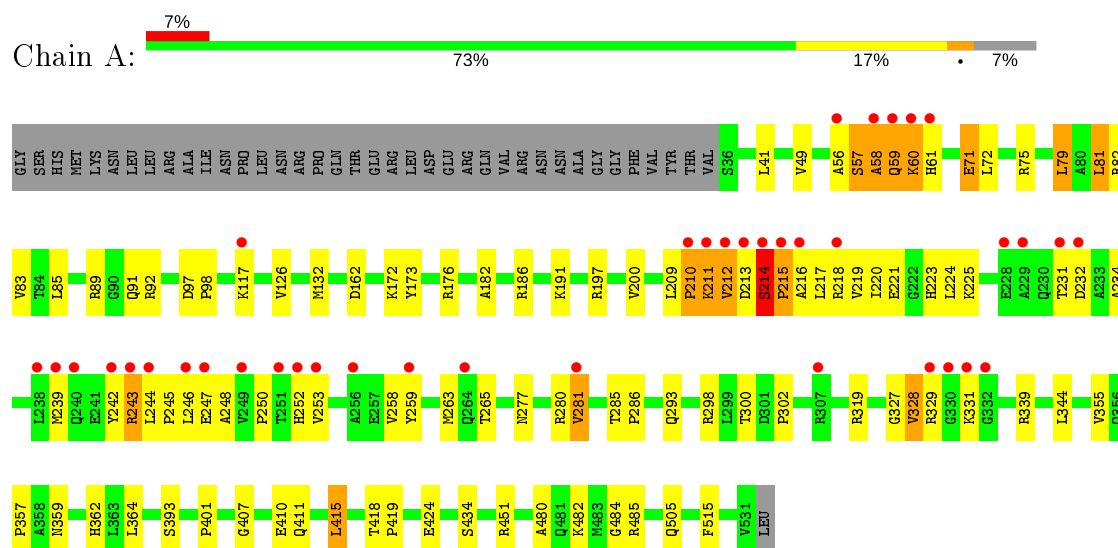 7%
Chain A:
73% 17% • 7%
GLY SER HIS MET LYS ASN LEU LEU ARG ALA ILE ASN PRO LEU ASN ARG PRO GLN THR GLU ARG LEU ASP GLU ARG GLN VAL ARG ASN ASN ALA GLY GLY PHE VAL TYR THR VAL S36 L41 V49 A56 S57 A58 Q59 K60 H61 E71 L72 R75 L79 A80 L81 R82
V83 T84 L85 R89 G90 Q91 R92 D97 P98 K117 V126 M132 D162 K172 Y173 R176 A182 R186 K191 R197 V200 L209 P210 K211 V212 D213 S214 P215 A216 L217 R218 V219 I220 E221 G222 H223 L224 K225 E228 A229 Q230 T231 D232 A233 A234
L238 M239 Q240 E241 Y242 R243 L244 P245 L246 E247 A248 V249 P250 T251 H252 V253 A256 E257 V258 Y259 M263 Q264 T265 N277 R280 V281 T285 P286 Q293 R298 L299 T300 D301 P302 R307 R319 G327 V328 R329 G330 K331 G332 R339 L344 V355
P357 A358 N359 H362 L363 L364 S393 P401 G407 E410 Q411 L415 T418 P419 E424 S434 R451 A480 Q481 K482 M483 G484 R485 Q505 F515 V531 LEU